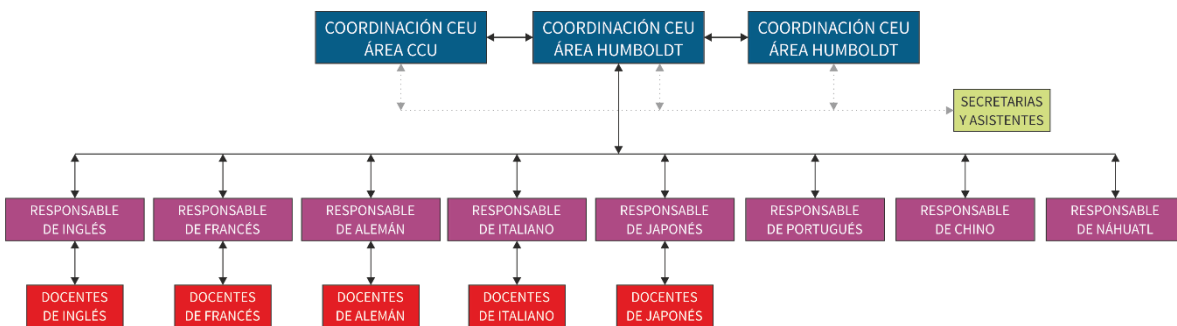 COORDINACIÓN CEU
ÁREA CCU
COORDINACIÓN CEU
ÁREA HUMBOLDT
COORDINACIÓN CEU
ÁREA HUMBOLDT
SECRETARIAS
Y ASISTENTES
RESPONSABLE
DE INGLÉS
RESPONSABLE
DE FRANCÉS
RESPONSABLE
DE ALEMÁN
RESPONSABLE
DE ITALIANO
RESPONSABLE
DE JAPONÉS
RESPONSABLE
DE PORTUGUÉS
RESPONSABLE
DE CHINO
RESPONSABLE
DE NÁHUATL
DOCENTES
DE INGLÉS
DOCENTES
DE FRANCÉS
DOCENTES
DE ALEMÁN
DOCENTES
DE ITALIANO
DOCENTES
DE JAPONÉS